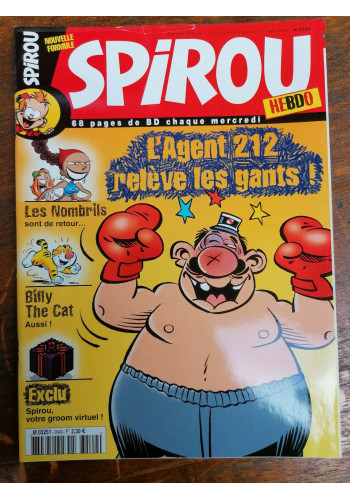 NOUVELLE
FORMULE
SPIROU
SPIROU
HEBDO
68 pages de BD chaque mercredi
L'Agent 212
relève les gants !
Les Nombrils
sont de retour...
Billy
The Cat
Aussi !
Exclu
Spirou,
votre groom virtuel !